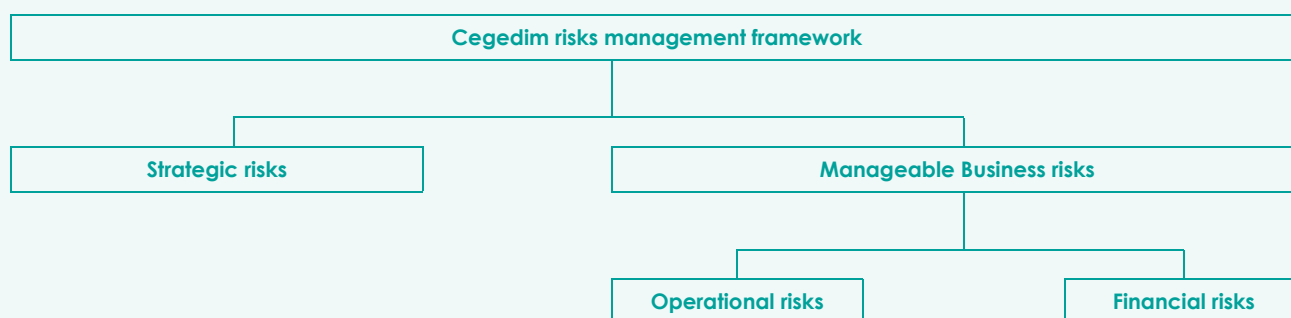 Cegedim risks management framework
Strategic risks
Manageable Business risks
Operational risks
Financial risks